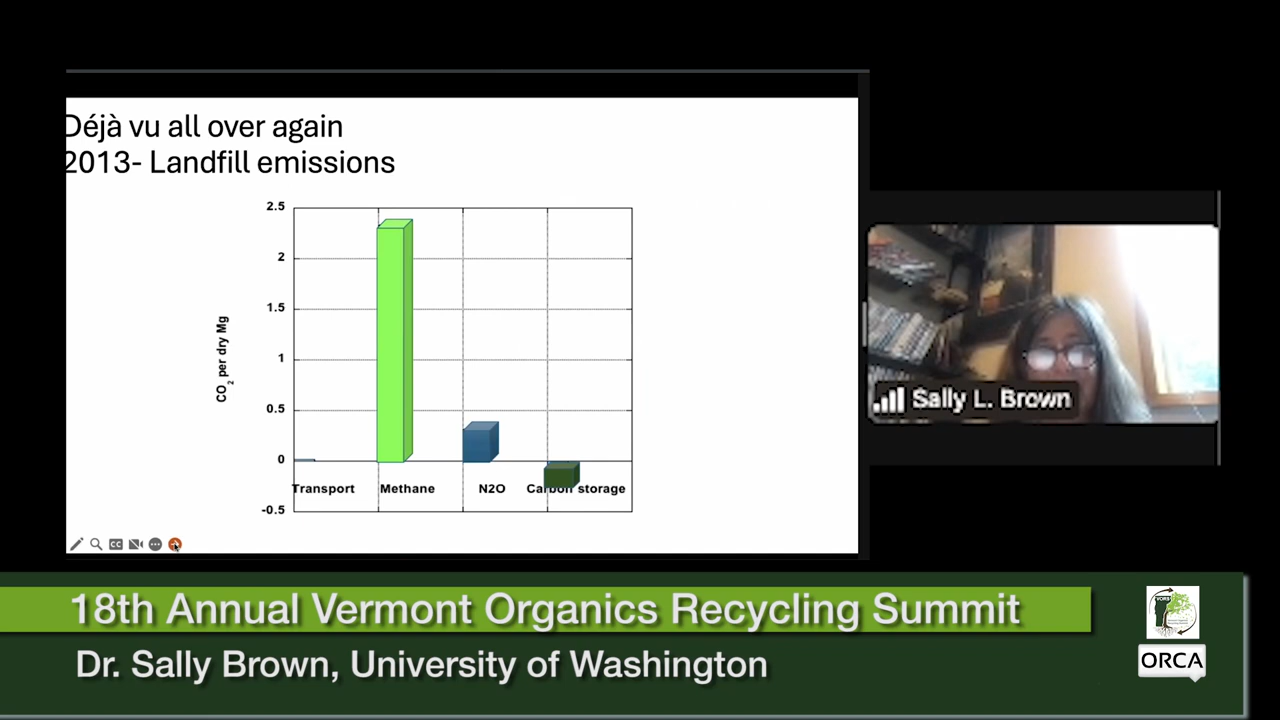 Déjà vu all over again
2013- Landfill emissions
2.5
2
1.5
1
0.5
0
-0.5
CO2 per dry Mg
Transport
Methane
N2O
Carbon storage
CC
Sally L. Brown
18th Annual Vermont Organics Recycling Summit
Dr. Sally Brown, University of Washington
ORCA